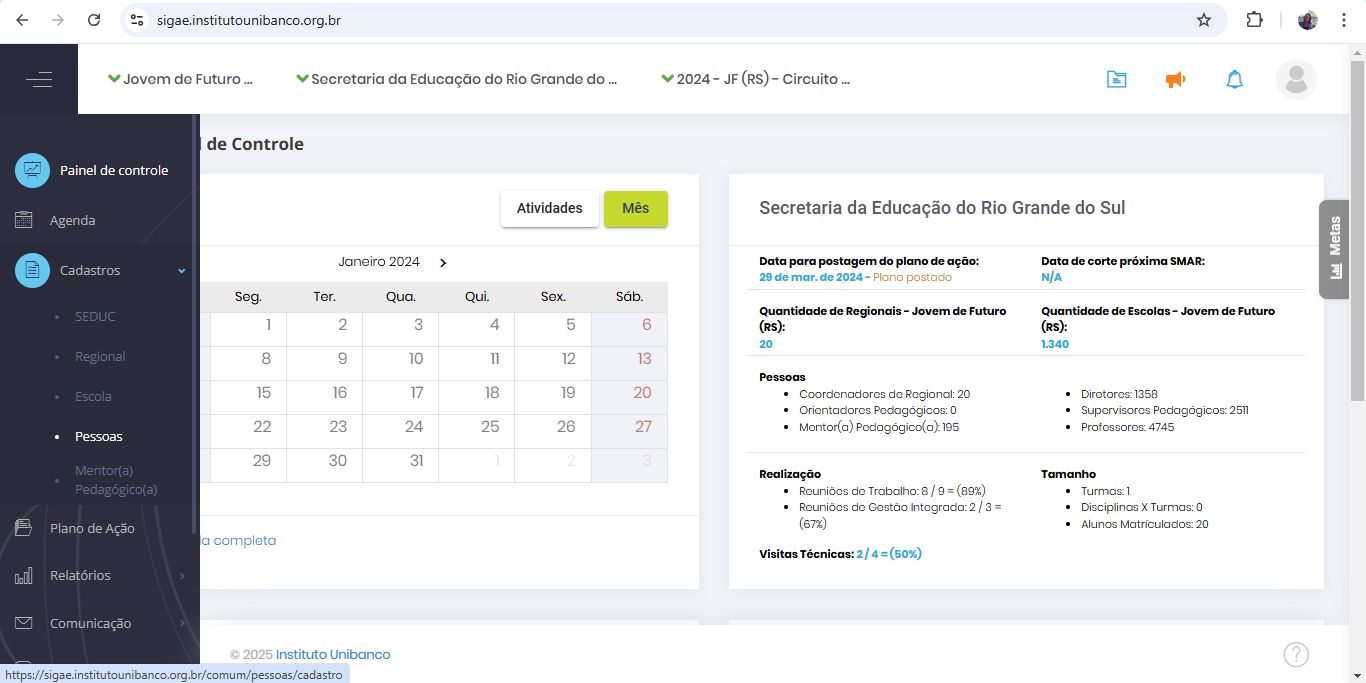 sigae.institutounibanco.org.br
Jovem de Futuro ...
Secretaria da Educação do Rio Grande do ...
2024 - JF (RS) - Circuito ...
Painel de controle
Agenda
Cadastros
SEDUC
Regional
Escola
Pessoas
Mentor(a)
Pedagógico(a)
Plano de Ação
Relatórios
Comunicação
l de Controle
Atividades
Mês
Janeiro 2024
Seg. Ter. Qua. Qui. Sex. Sáb.
1 2 3 4 5 6
8 9 10 11 12 13
15 16 17 18 19 20
22 23 24 25 26 27
29 30 31 1 2 3
da completa
Secretaria da Educação do Rio Grande do Sul
Data para postagem do plano de ação:
29 de mar. de 2024 - Plano postado
Data de corte próxima SMAR:
N/A
Quantidade de Regionais - Jovem de Futuro
(RS):
20
Quantidade de Escolas - Jovem de Futuro
(RS):
1.340
Pessoas
Coordenadores de Regional: 20
Orientadores Pedagógicos: 0
Mentor(a) Pedagógico(a): 195
Diretores: 1358
Supervisores Pedagógicos: 2511
Professores: 4745
Realização
Reuniões de Trabalho: 8 / 9 = (89%)
Reuniões de Gestão Integrada: 2 / 3 =
(67%)
Visitas Técnicas: 2 / 4 = (50%)
Tamanho
Turmas: 1
Disciplinas X Turmas: 0
Alunos Matrículados: 20
Metas
© 2025 Instituto Unibanco
?
https://sigae.institutounibanco.org.br/comum/pessoas/cadastro